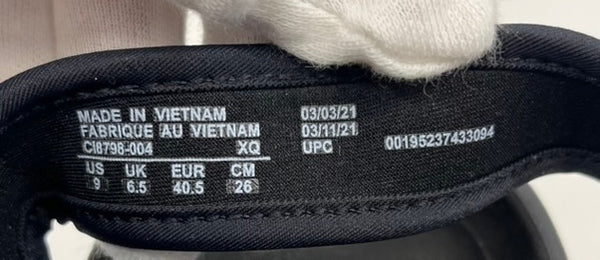 MADE IN VIETNAM 03/03/21
FABRIQUE AU VIETNAM 03/11/21
CI8798-004 XQ UPC 00195237433094
US UK EUR CM
9 6.5 40.5 26